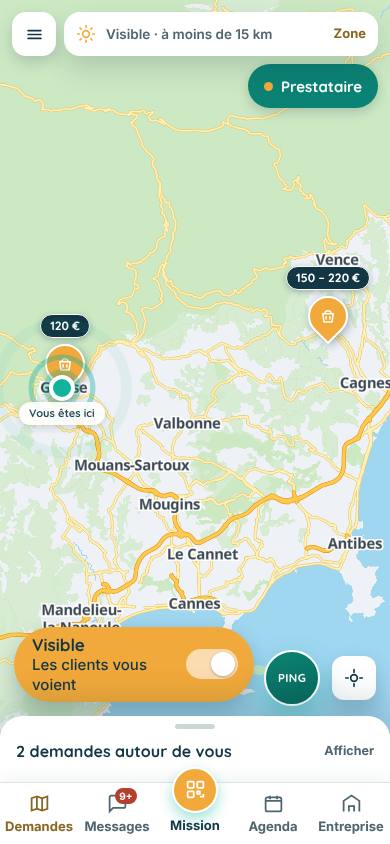 Visible · à moins de 15 km
Zone
Prestataire
Vence
150 – 220 €
120 €
Vous êtes ici
Cagnes
Valbonne
Mouans-Sartoux
Mougins
Antibes
Le Cannet
Cannes
Mandelieu-
la-Napoule
Visible
Les clients vous
voient
PING
2 demandes autour de vous
Afficher
9+
Demandes
Messages
Mission
Agenda
Entreprise